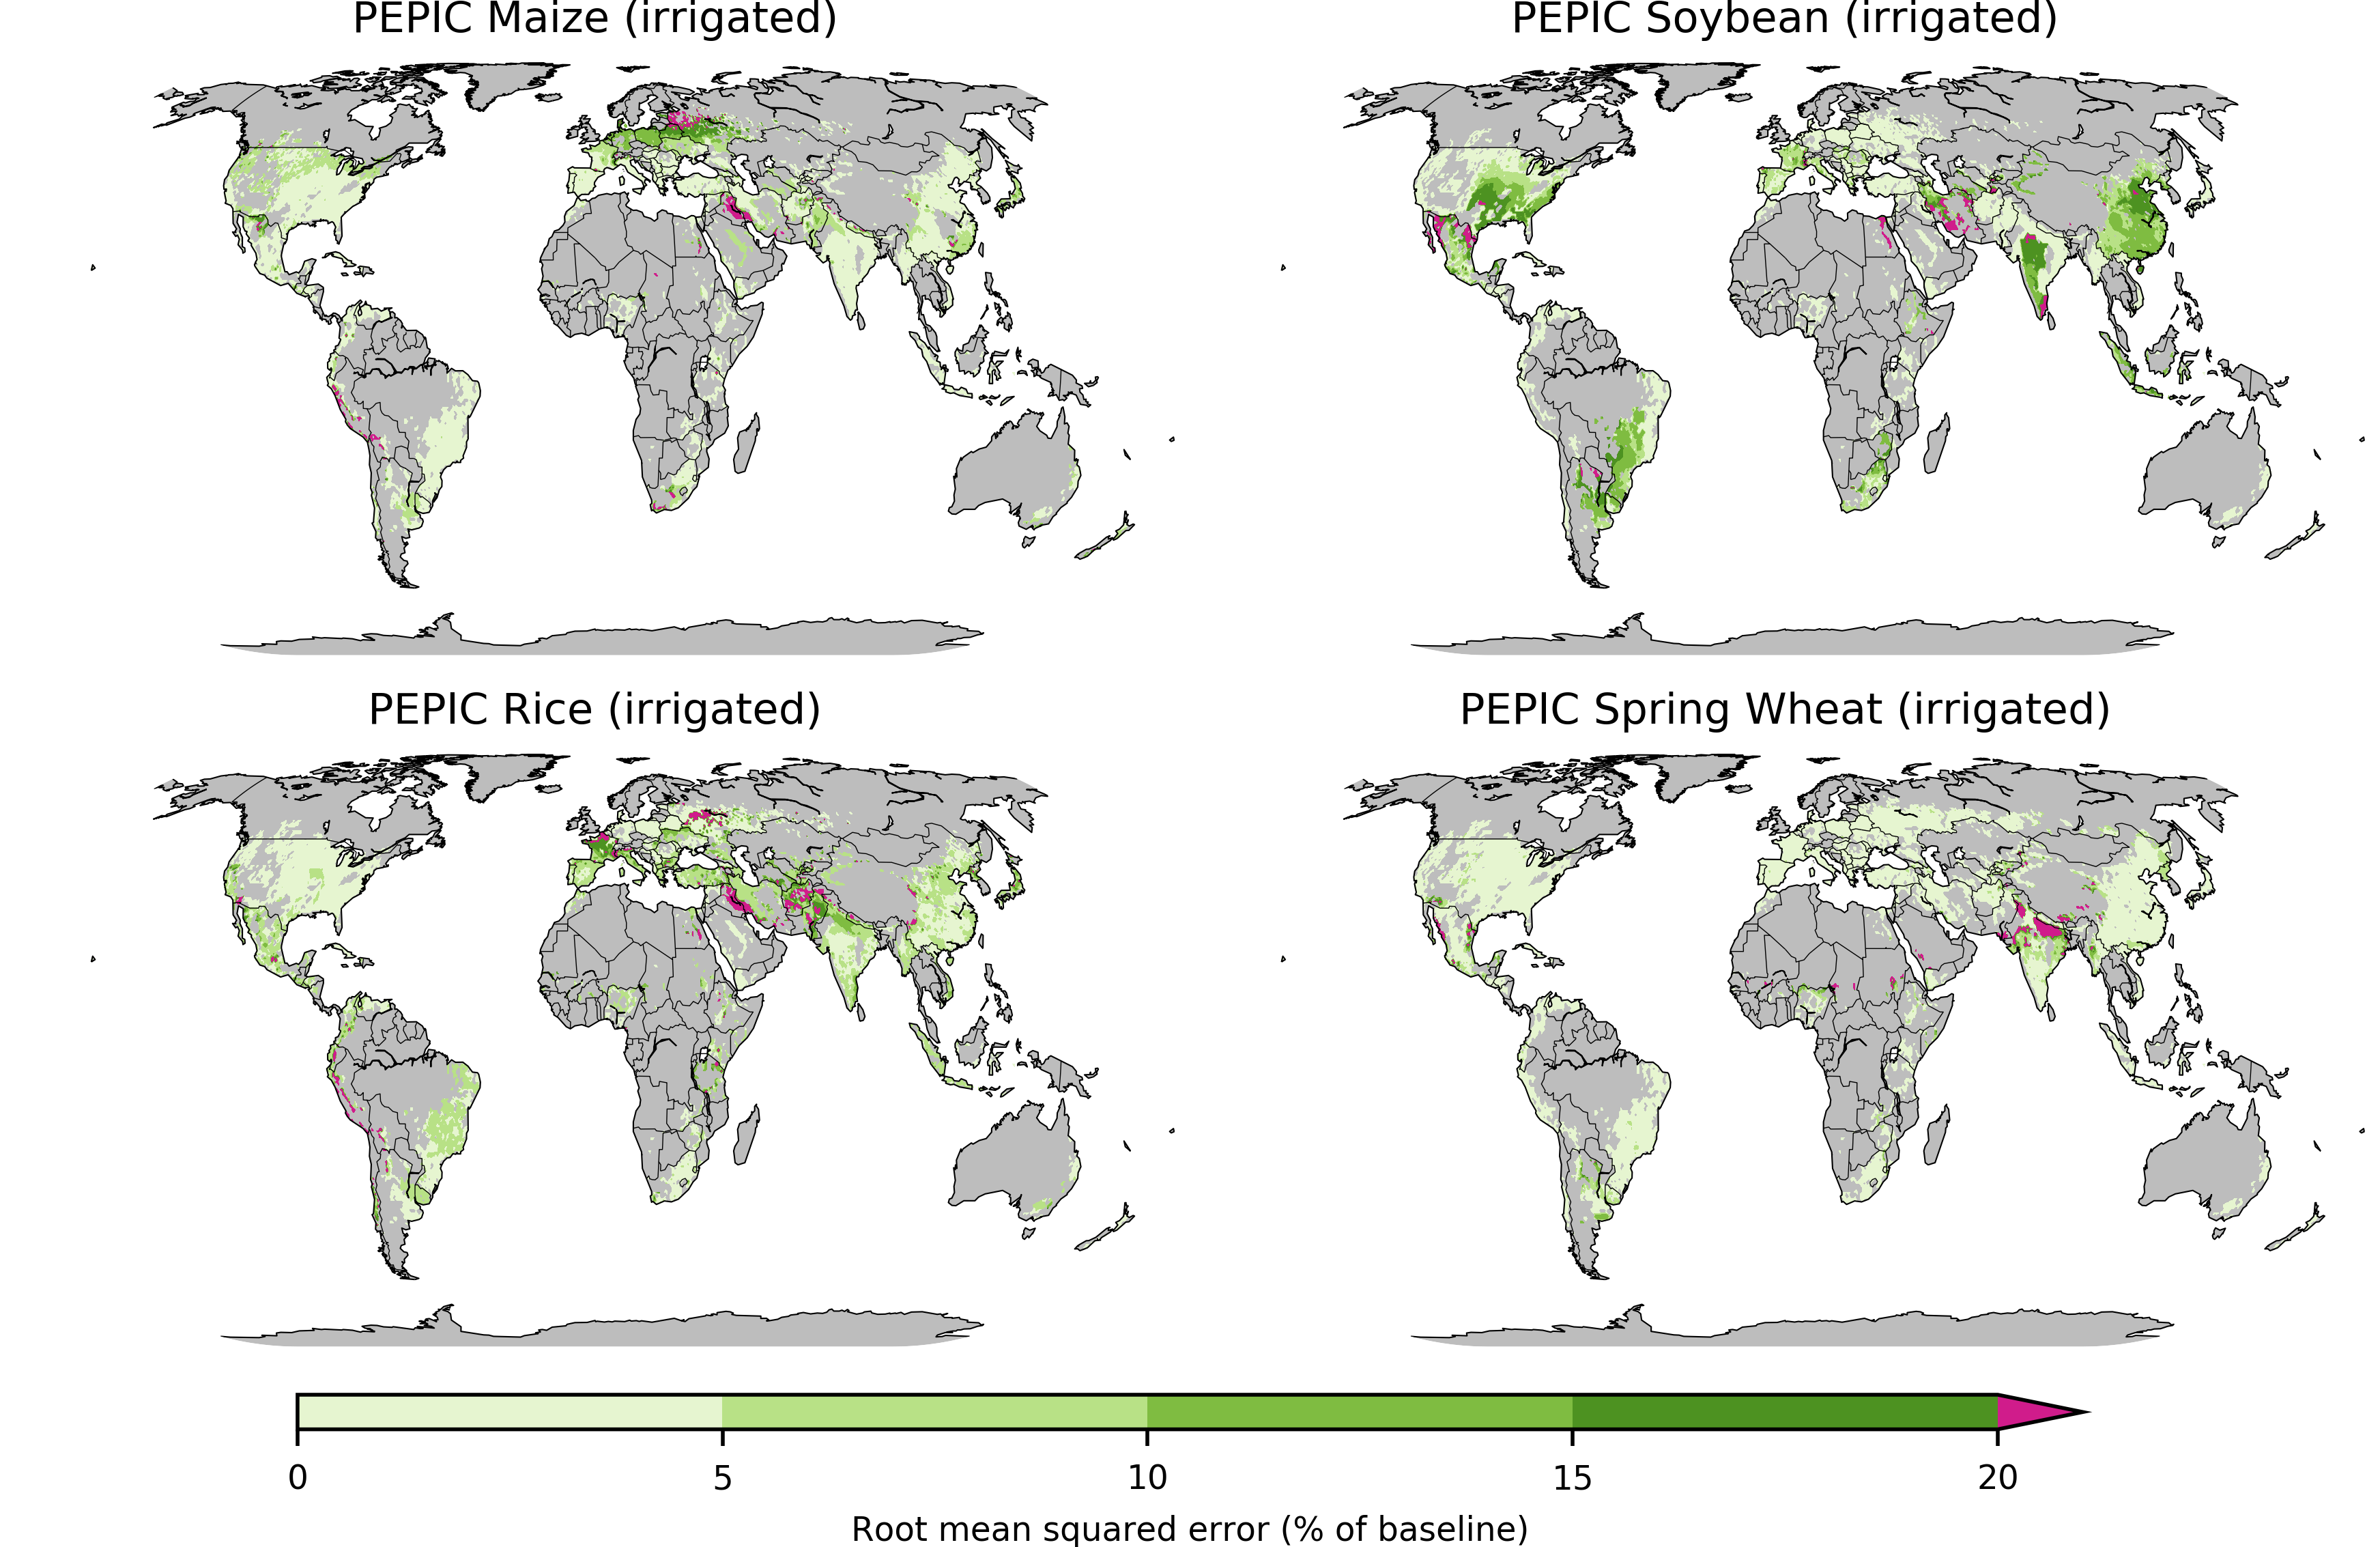 PEPIC Maize (irrigated)
PEPIC Soybean (irrigated)
PEPIC Rice (irrigated)
PEPIC Spring Wheat (irrigated)
0 5 10 15 20
Root mean squared error (% of baseline)